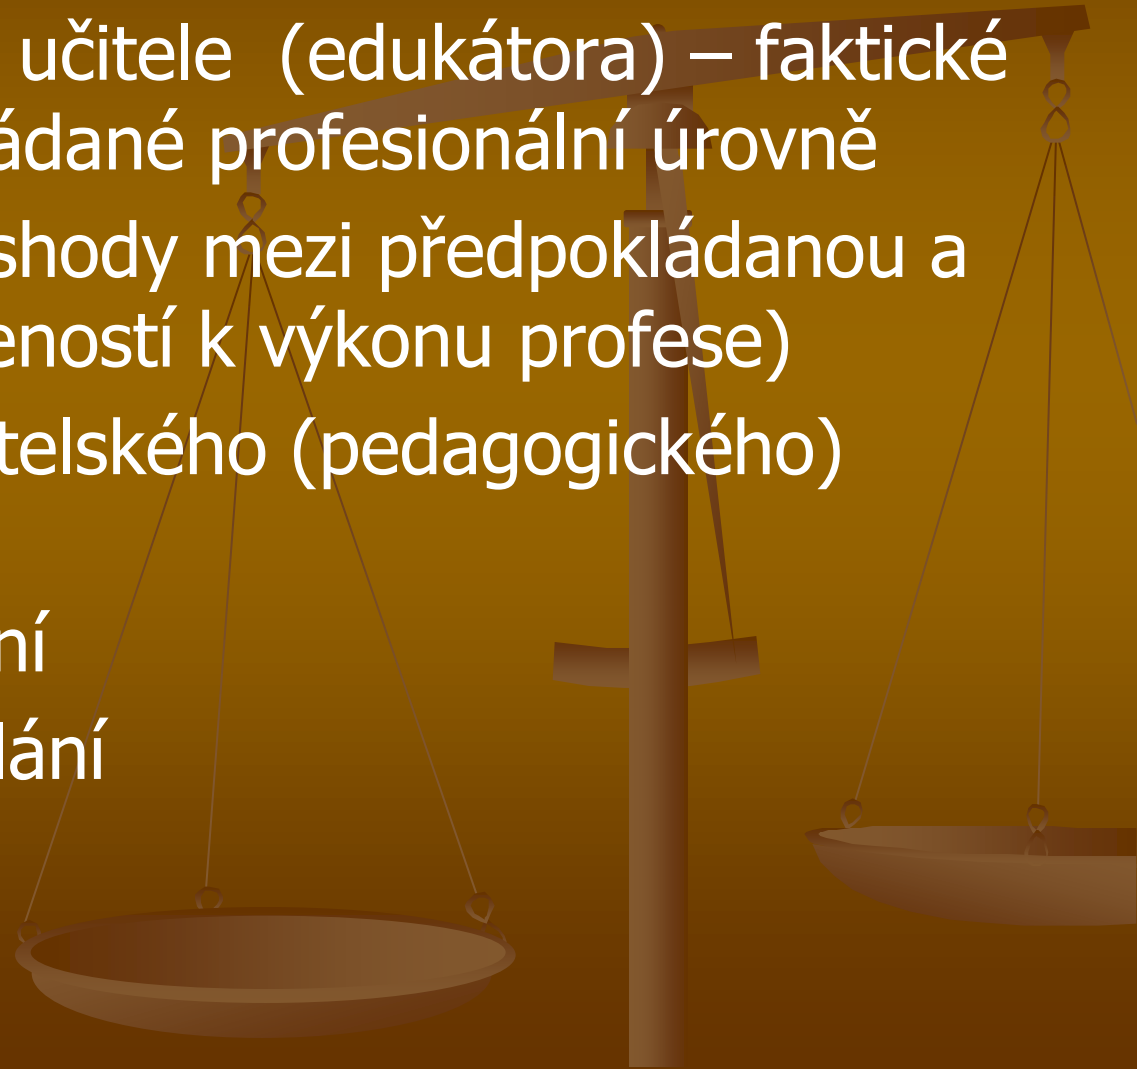 učitele (edukátora) – faktické
ádané profesionální úrovně
shody mezi předpokládanou a
eností k výkonu profese)
telského (pedagogického)
ní
lání